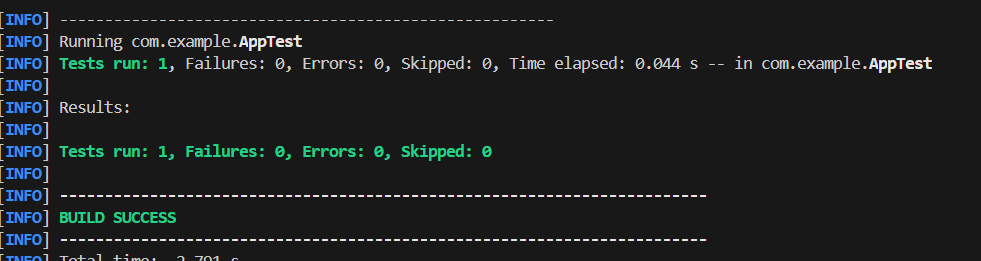 [INFO] -------------------------------------------------------
[INFO] Running com.example.AppTest
[INFO] Tests run: 1, Failures: 0, Errors: 0, Skipped: 0, Time elapsed: 0.044 s -- in com.example.AppTest
[INFO]
[INFO] Results:
[INFO]
[INFO] Tests run: 1, Failures: 0, Errors: 0, Skipped: 0
[INFO]
[INFO] ------------------------------------------------------------------------
[INFO] BUILD SUCCESS
[INFO] ------------------------------------------------------------------------
[INFO] Total time: 2.791 s